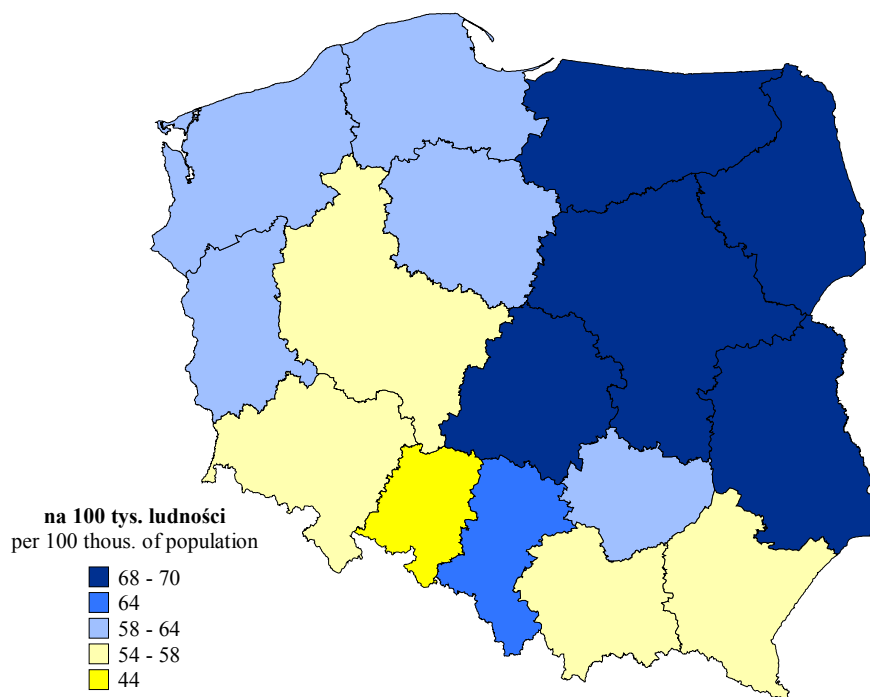 na 100 tys. ludności
per 100 thous. of population
68 - 70
64
58 - 64
54 - 58
44